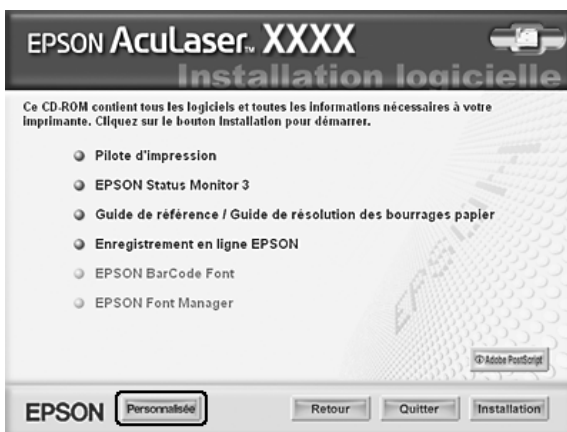 EPSON AcuLaser™ XXXX
Installation logicielle
Ce CD-ROM contient tous les logiciels et toutes les informations nécessaires à votre
imprimante. Cliquez sur le bouton Installation pour démarrer.
Pilote d'impression
EPSON Status Monitor 3
Guide de référence / Guide de résolution des bourrages papier
Enregistrement en ligne EPSON
EPSON BarCode Font
EPSON Font Manager
EPSON
Adobe PostScript
EPSON
Personnalisée
Retour
Quitter
Installation